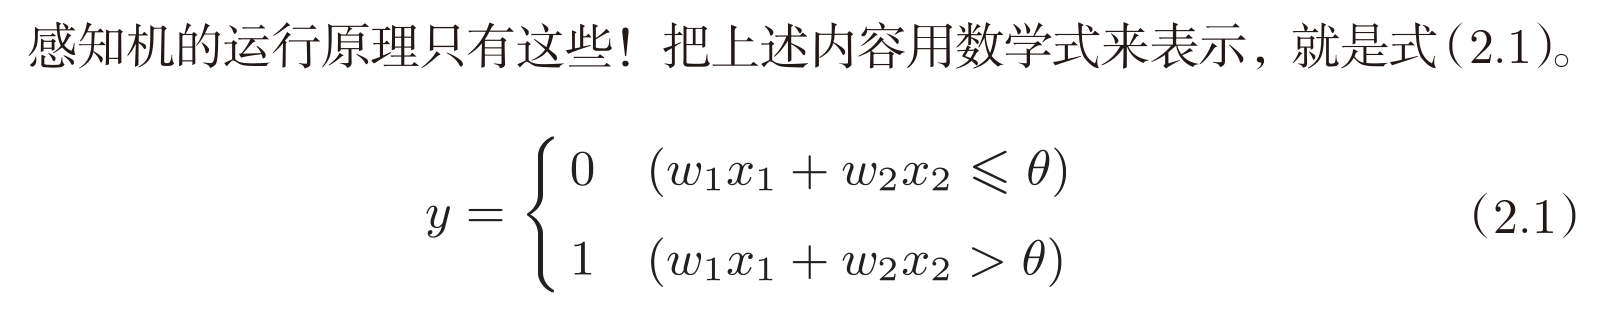 感知机的运行原理只有这些！把上述内容用数学式来表示，就是式(2.1)。
y = { 0 (w₁x₁ + w₂x₂ ⩽ θ)
1 (w₁x₁ + w₂x₂ > θ) (2.1)